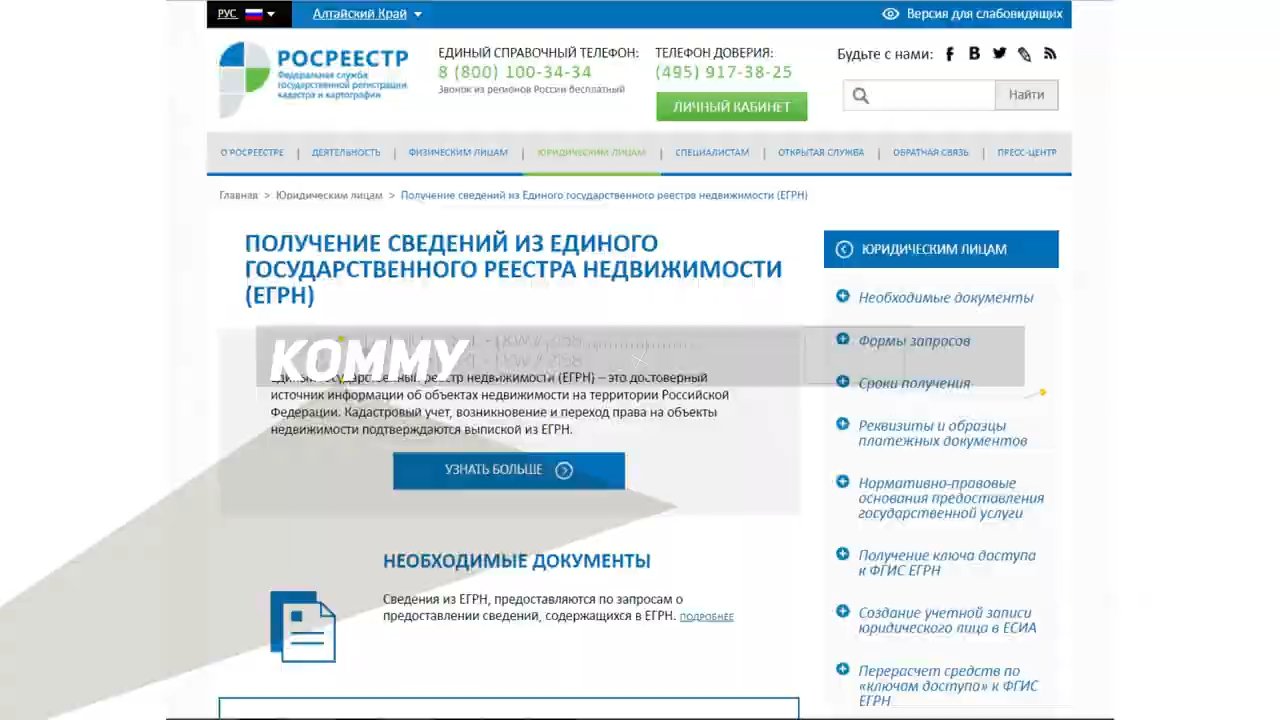 РУС
Алтайский Край
Версия для слабовидящих
РОСРЕЕСТР
Федеральная служба
государственной регистрации,
кадастра и картографии
ЕДИНЫЙ СПРАВОЧНЫЙ ТЕЛЕФОН:
8 (800) 100-34-34
Звонок из регионов России бесплатный
ТЕЛЕФОН ДОВЕРИЯ:
(495) 917-38-25
ЛИЧНЫЙ КАБИНЕТ
Будьте с нами:
Найти
О РОСРЕЕСТРЕ | ДЕЯТЕЛЬНОСТЬ | ФИЗИЧЕСКИМ ЛИЦАМ | ЮРИДИЧЕСКИМ ЛИЦАМ | СПЕЦИАЛИСТАМ | ОТКРЫТАЯ СЛУЖБА | ОБРАТНАЯ СВЯЗЬ | ПРЕСС-ЦЕНТР
Главная > Юридическим лицам > Получение сведений из Единого государственного реестра недвижимости (ЕГРН)
ПОЛУЧЕНИЕ СВЕДЕНИЙ ИЗ ЕДИНОГО
ГОСУДАРСТВЕННОГО РЕЕСТРА НЕДВИЖИМОСТИ
(ЕГРН)
КОММУ
Единый государственный реестр недвижимости (ЕГРН) – это достоверный
источник информации об объектах недвижимости на территории Российской
Федерации. Кадастровый учет, возникновение и переход права на объекты
недвижимости подтверждаются выпиской из ЕГРН.
УЗНАТЬ БОЛЬШЕ
НЕОБХОДИМЫЕ ДОКУМЕНТЫ
Сведения из ЕГРН, предоставляются по запросам о
предоставлении сведений, содержащихся в ЕГРН. ПОДРОБНЕЕ
ЮРИДИЧЕСКИМ ЛИЦАМ
Необходимые документы
Формы запросов
Сроки получения
Реквизиты и образцы
платежных документов
Нормативно-правовые
основания предоставления
государственной услуги
Получение ключа доступа
к ФГИС ЕГРН
Создание учетной записи
юридического лица в ЕСИА
Перерасчет средств по
«ключам доступа» к ФГИС
ЕГРН